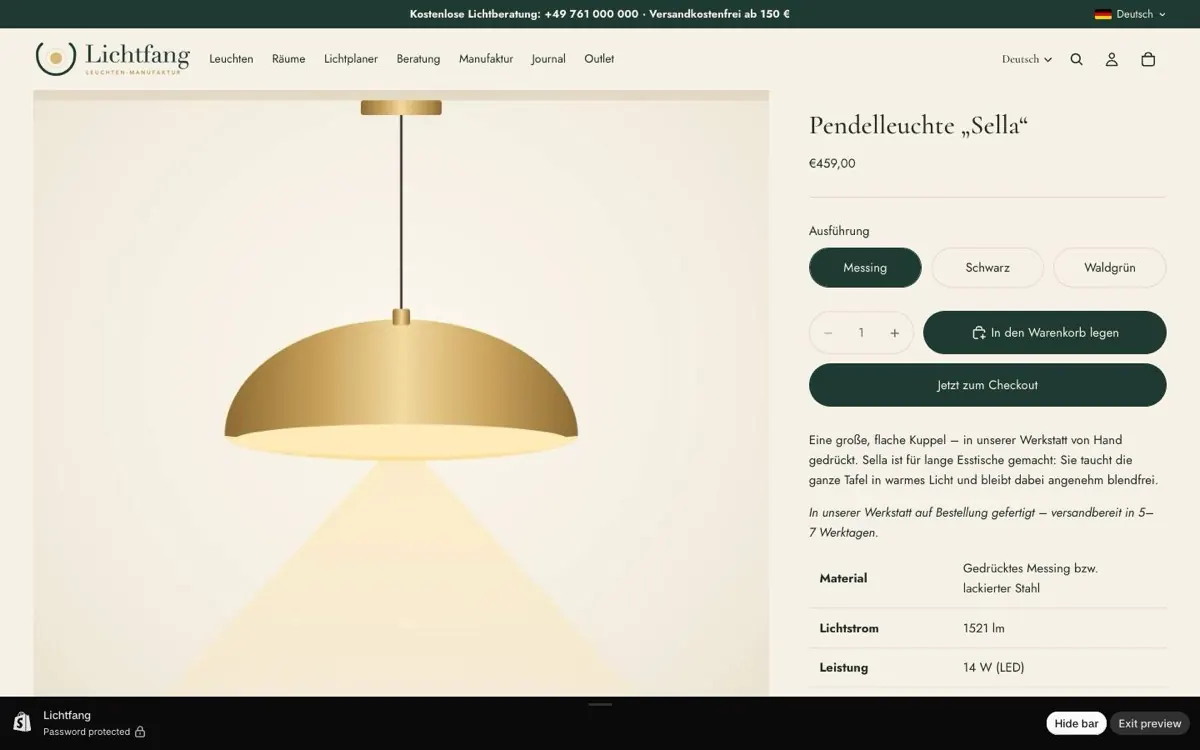 Kostenlose Lichtberatung: +49 761 000 000 · Versandkostenfrei ab 150 €
Deutsch
Lichtfang
LEUCHTEN-MANUFAKTUR
Leuchten
Räume
Lichtplaner
Beratung
Manufaktur
Journal
Outlet
Deutsch
Pendelleuchte „Sella“
€459,00
Ausführung
Messing
Schwarz
Waldgrün
− 1 +
In den Warenkorb legen
Jetzt zum Checkout
Eine große, flache Kuppel – in unserer Werkstatt von Hand
gedrückt. Sella ist für lange Esstische gemacht: Sie taucht die
ganze Tafel in warmes Licht und bleibt dabei angenehm blendfrei.
In unserer Werkstatt auf Bestellung gefertigt – versandbereit in 5–
7 Werktagen.
Material
Gedrücktes Messing bzw.
lackierter Stahl
Lichtstrom
1521 lm
Leistung
14 W (LED)
Lichtfang
Password protected
Hide bar
Exit preview